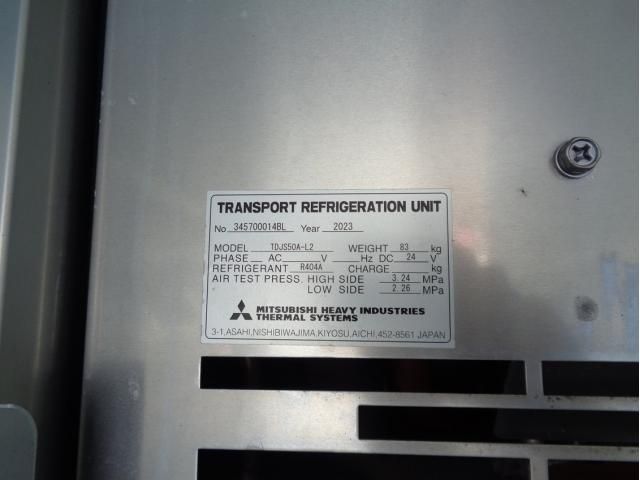 TRANSPORT REFRIGERATION UNIT
No 345700014BL Year 2023
MODEL TDJS50A-L2 WEIGHT 83 kg
PHASE AC V Hz DC 24 V
REFRIGERANT R404A CHARGE kg
AIR TEST PRESS. HIGH SIDE 3.24 MPa
LOW SIDE 2.26 MPa
MITSUBISHI HEAVY INDUSTRIES
THERMAL SYSTEMS
3-1,ASAHI,NISHIBIWAJIMA,KIYOSU,AICHI,452-8561 JAPAN